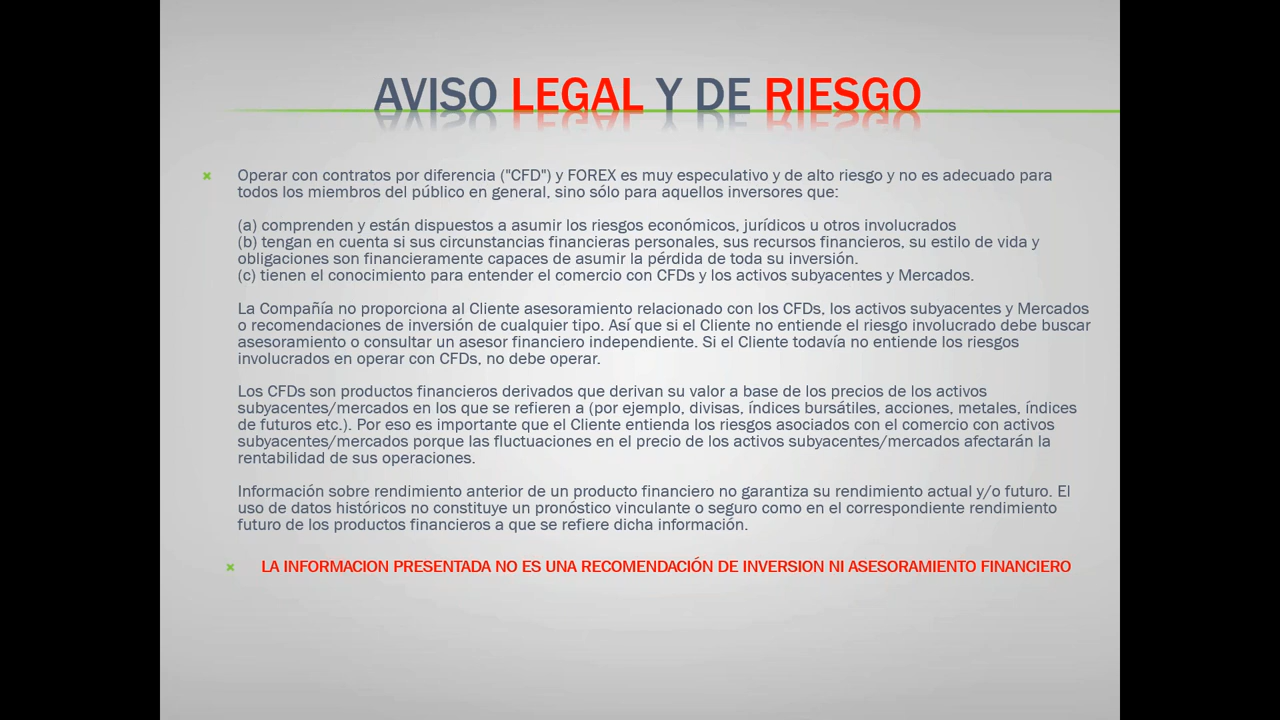 AVISO LEGAL Y DE RIESGO
Operar con contratos por diferencia ("CFD") y FOREX es muy especulativo y de alto riesgo y no es adecuado para
todos los miembros del público en general, sino sólo para aquellos inversores que:
(a) comprenden y están dispuestos a asumir los riesgos económicos, jurídicos u otros involucrados
(b) tengan en cuenta si sus circunstancias financieras personales, sus recursos financieros, su estilo de vida y
obligaciones son financieramente capaces de asumir la pérdida de toda su inversión.
(c) tienen el conocimiento para entender el comercio con CFDs y los activos subyacentes y Mercados.
La Compañía no proporciona al Cliente asesoramiento relacionado con los CFDs, los activos subyacentes y Mercados
o recomendaciones de inversión de cualquier tipo. Así que si el Cliente no entiende el riesgo involucrado debe buscar
asesoramiento o consultar un asesor financiero independiente. Si el Cliente todavía no entiende los riesgos
involucrados en operar con CFDs, no debe operar.
Los CFDs son productos financieros derivados que derivan su valor a base de los precios de los activos
subyacentes/mercados en los que se refieren a (por ejemplo, divisas, índices bursátiles, acciones, metales, índices
de futuros etc.). Por eso es importante que el Cliente entienda los riesgos asociados con el comercio con activos
subyacentes/mercados porque las fluctuaciones en el precio de los activos subyacentes/mercados afectarán la
rentabilidad de sus operaciones.
Información sobre rendimiento anterior de un producto financiero no garantiza su rendimiento actual y/o futuro. El
uso de datos históricos no constituye un pronóstico vinculante o seguro como en el correspondiente rendimiento
futuro de los productos financieros a que se refiere dicha información.
LA INFORMACION PRESENTADA NO ES UNA RECOMENDACIÓN DE INVERSION NI ASESORAMIENTO FINANCIERO